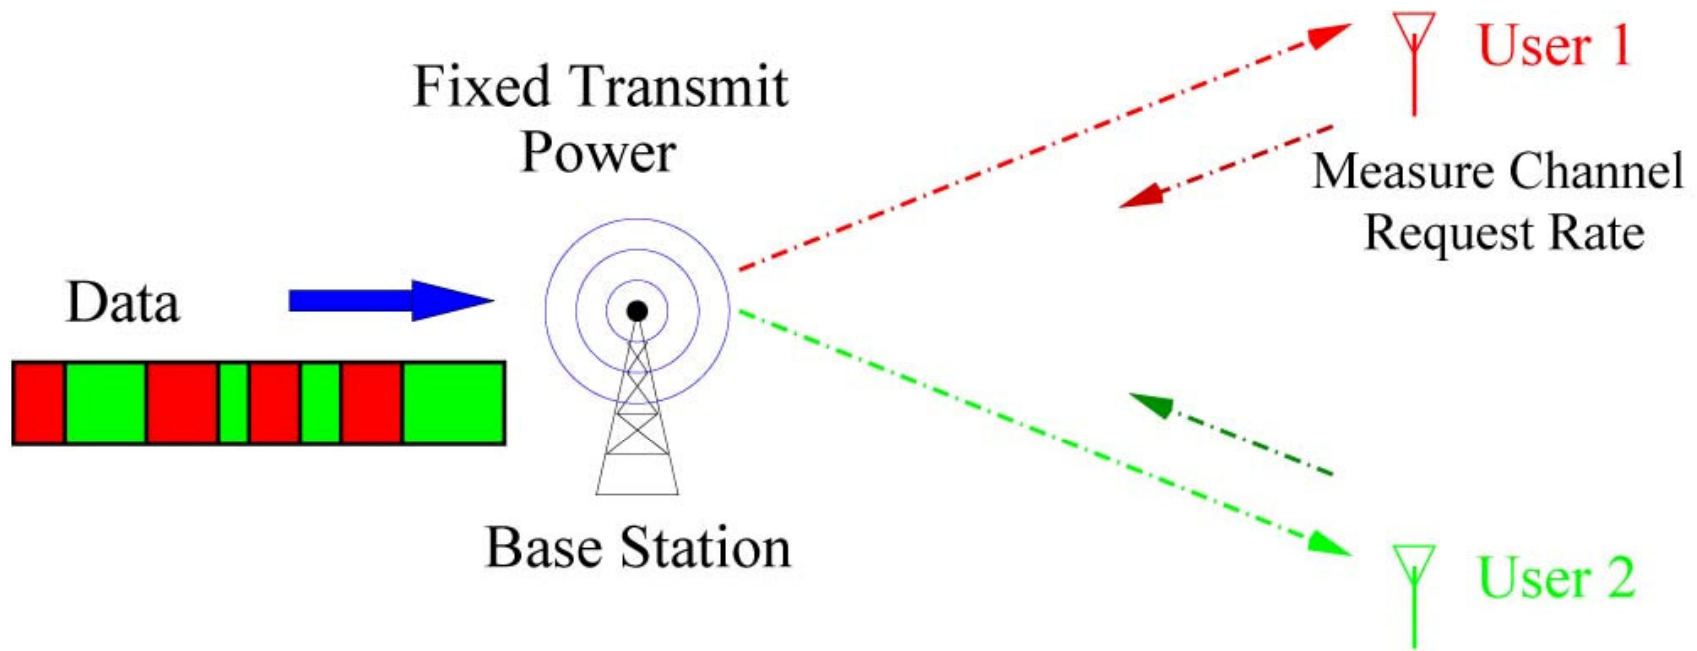 Fixed Transmit
Power
User 1
Measure Channel
Request Rate
Data
Base Station
User 2